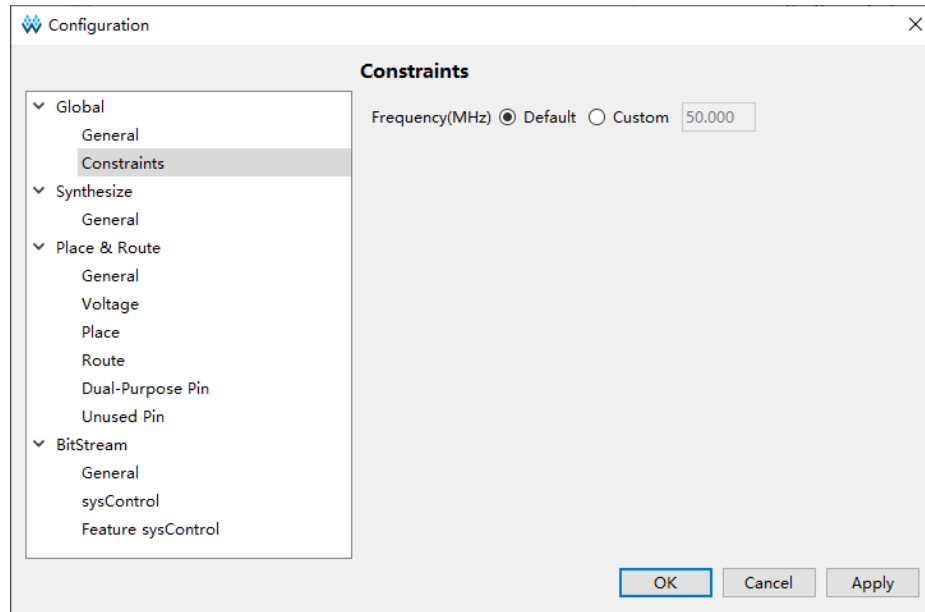 Configuration
Constraints
Frequency(MHz) Default Custom 50.000
Global
General
Constraints
Synthesize
General
Place & Route
General
Voltage
Place
Route
Dual-Purpose Pin
Unused Pin
BitStream
General
sysControl
Feature sysControl
OK Cancel Apply